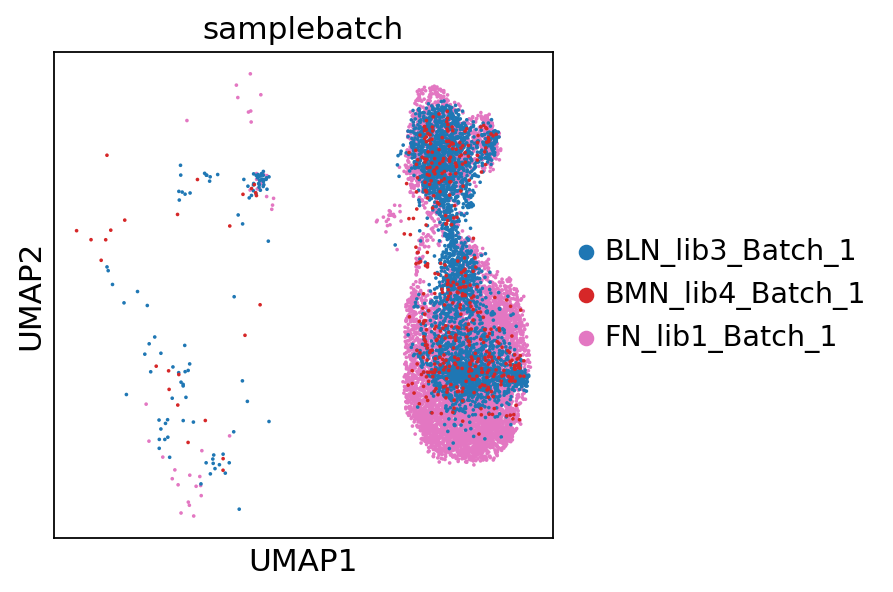 samplebatch
UMAP2
UMAP1
BLN_lib3_Batch_1
BMN_lib4_Batch_1
FN_lib1_Batch_1